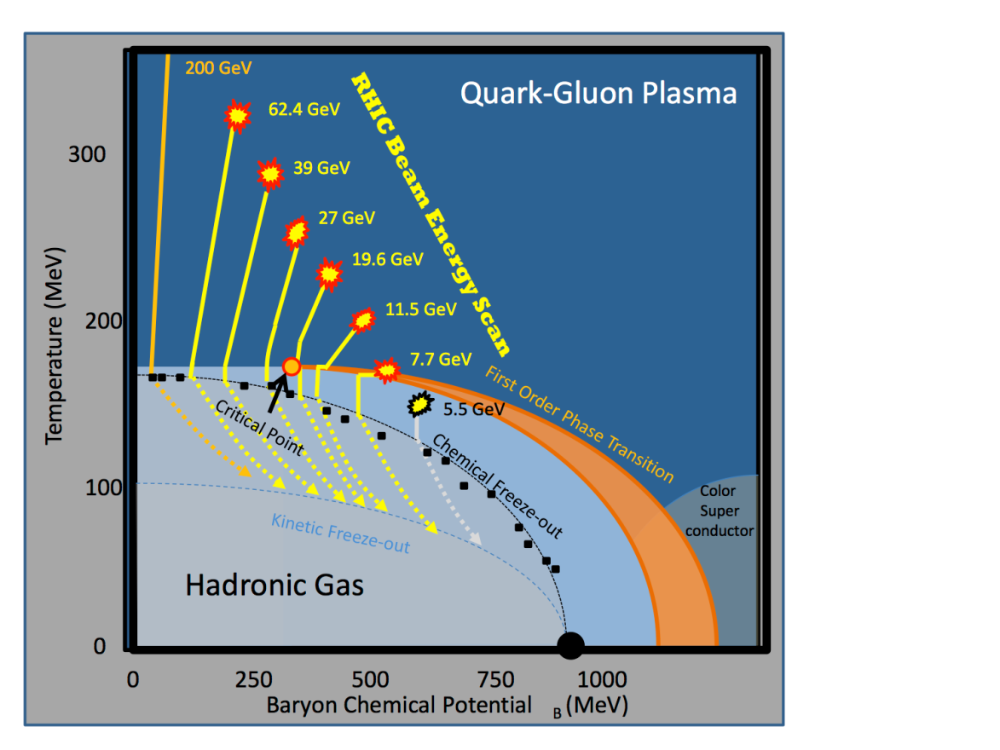 200 GeV
62.4 GeV
39 GeV
27 GeV
19.6 GeV
11.5 GeV
7.7 GeV
5.5 GeV
RHIC Beam Energy Scan
Quark-Gluon Plasma
First Order Phase Transition
Critical Point
Chemical Freeze-out
Kinetic Freeze-out
Hadronic Gas
Color
Super
conductor
Temperature (MeV)
300
200
100
0
0 250 500 750 1000
Baryon Chemical Potential B (MeV)